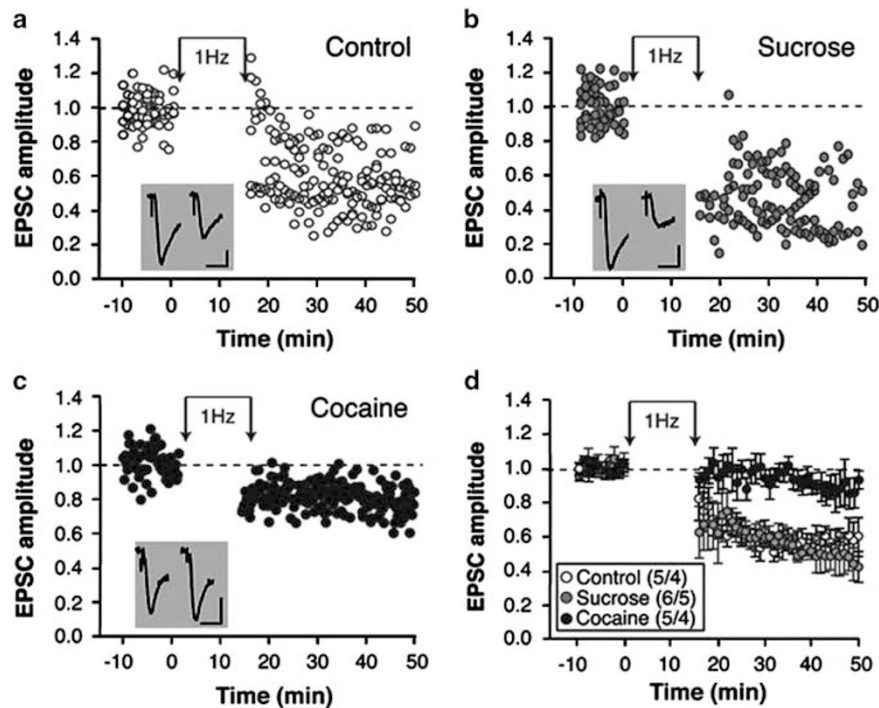 a
Control
1Hz
EPSC amplitude
1.4
1.2
1.0
0.8
0.6
0.4
0.2
0.0
-10 0 10 20 30 40 50
Time (min)
b
Sucrose
1Hz
EPSC amplitude
1.4
1.2
1.0
0.8
0.6
0.4
0.2
0.0
-10 0 10 20 30 40 50
Time (min)
c
Cocaine
1Hz
EPSC amplitude
1.4
1.2
1.0
0.8
0.6
0.4
0.2
0.0
-10 0 10 20 30 40 50
Time (min)
d
1Hz
EPSC amplitude
1.4
1.2
1.0
0.8
0.6
0.4
0.2
0.0
Control (5/4)
Sucrose (6/5)
Cocaine (5/4)
-10 0 10 20 30 40 50
Time (min)